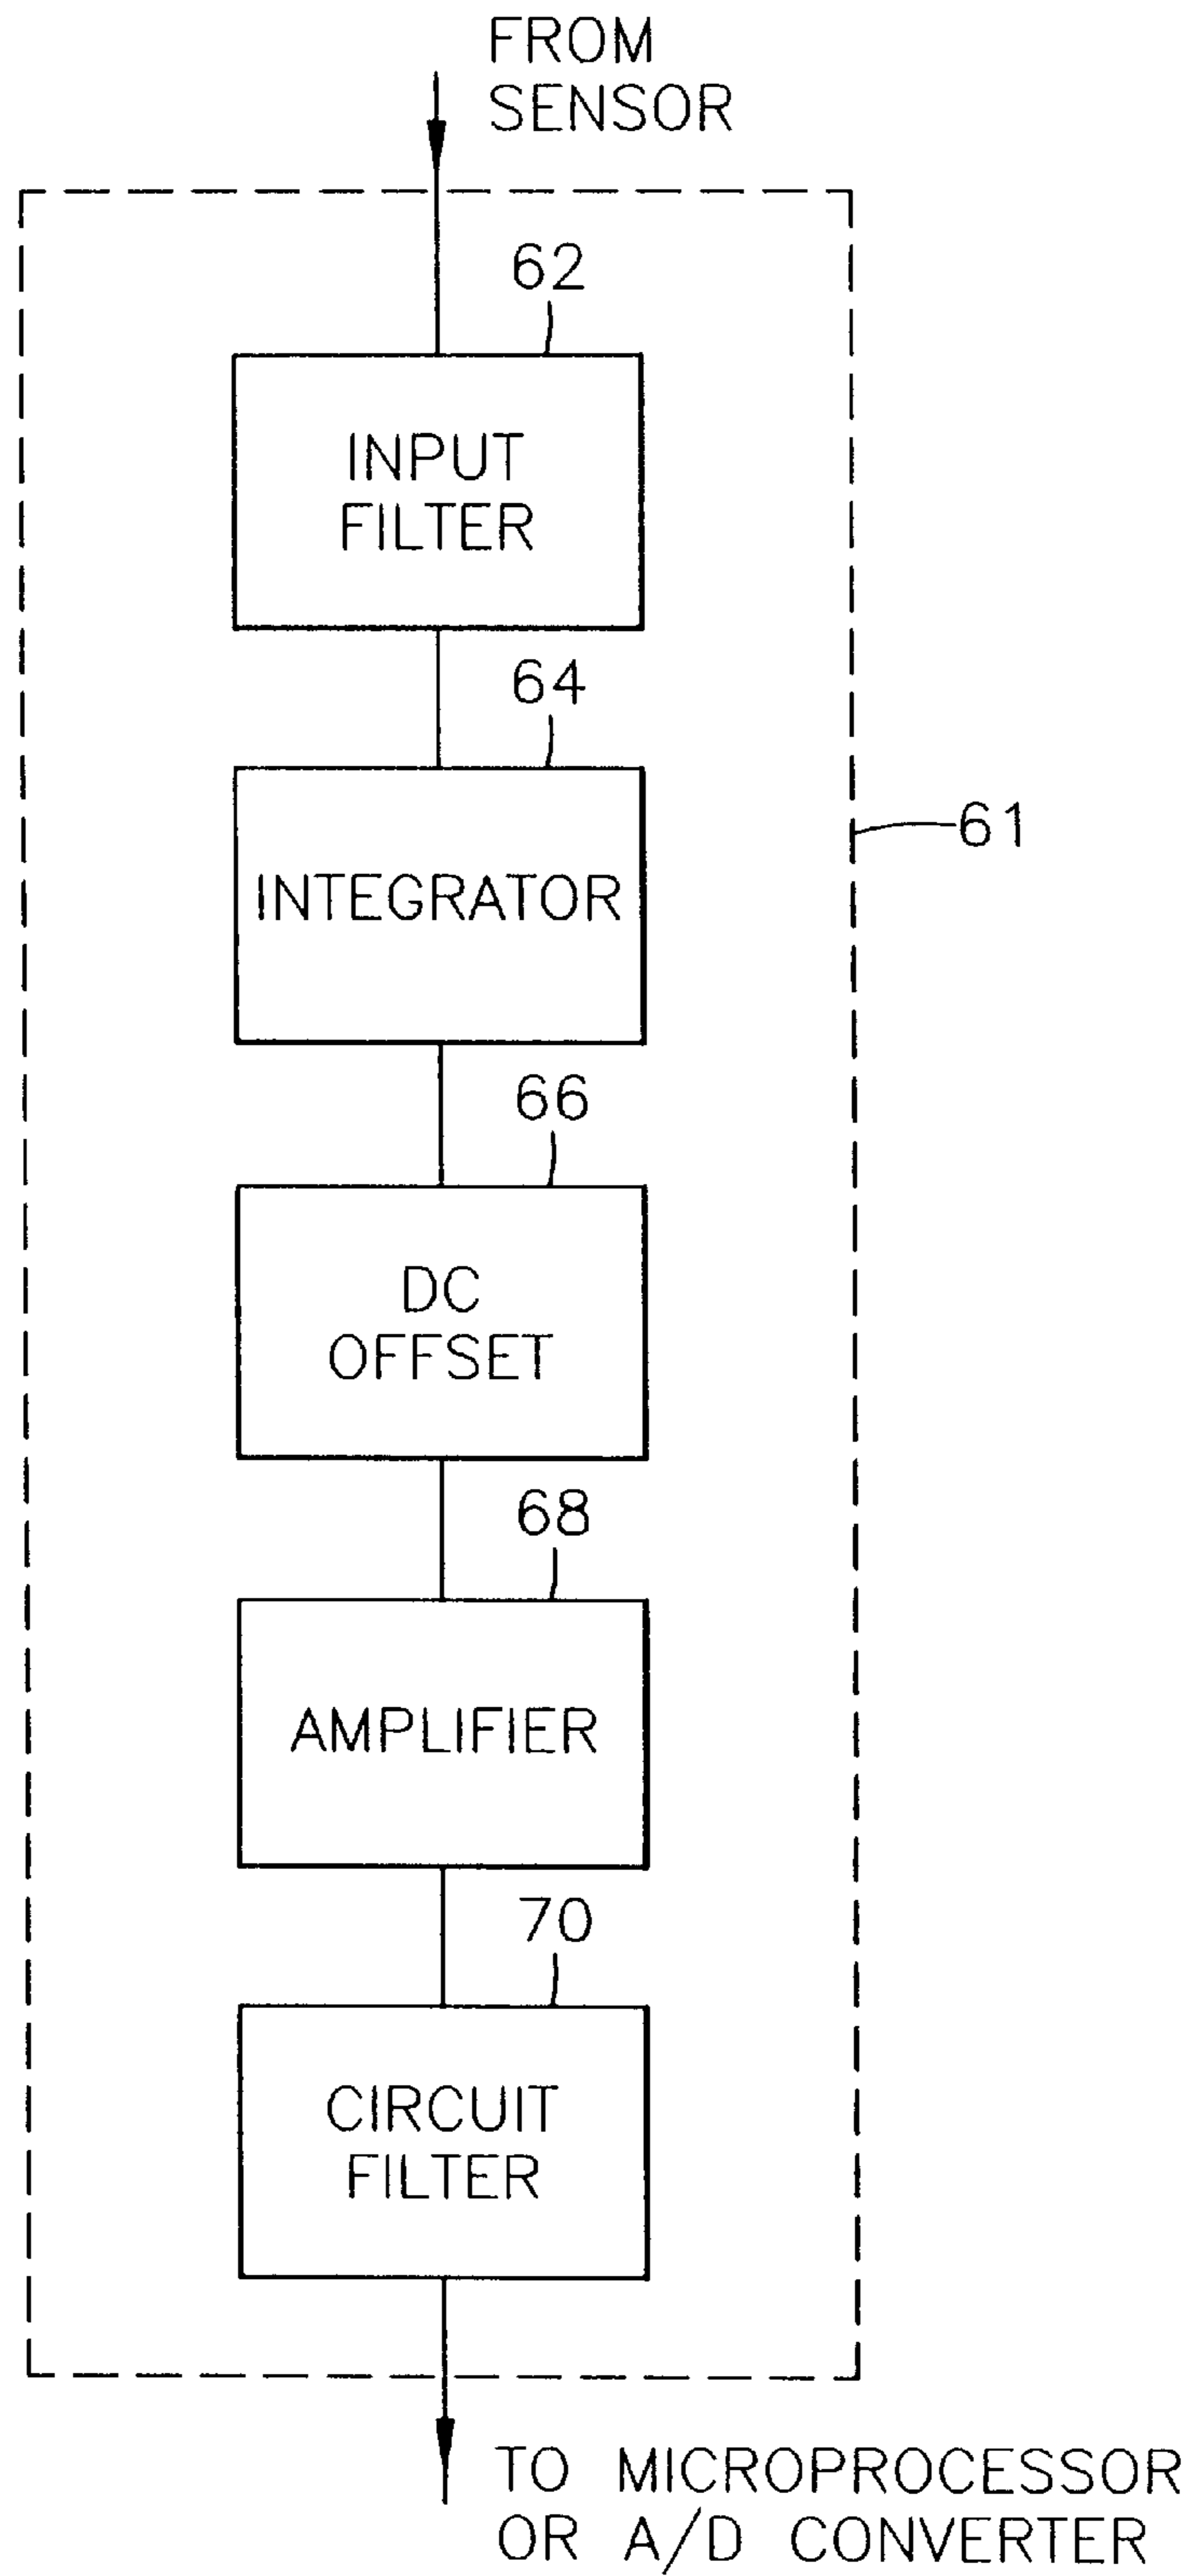 FROM
SENSOR
62
INPUT
FILTER
64
61
INTEGRATOR
66
DC
OFFSET
68
AMPLIFIER
70
CIRCUIT
FILTER
TO MICROPROCESSOR
OR A/D CONVERTER